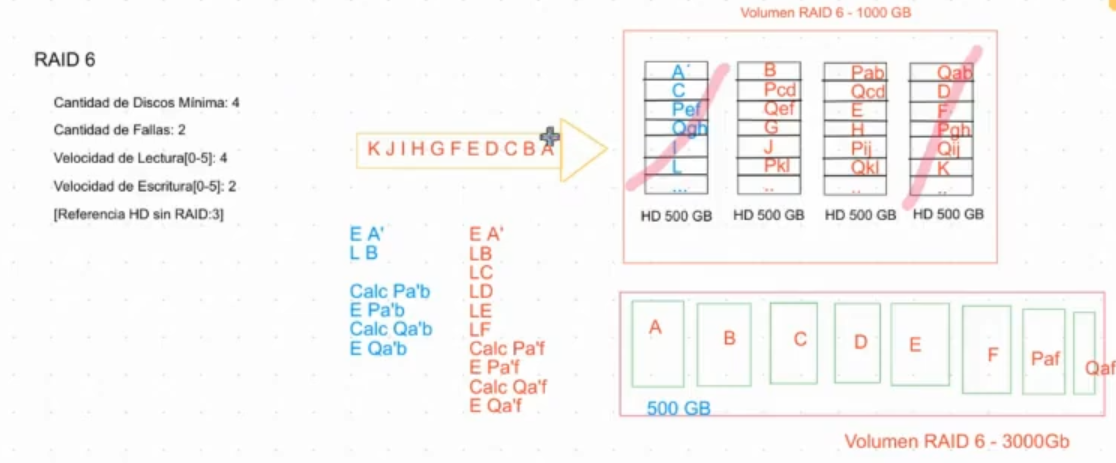 Volumen RAID 6 - 1000 GB
RAID 6
Cantidad de Discos Mínima: 4
Cantidad de Fallas: 2
Velocidad de Lectura[0-5]: 4
Velocidad de Escritura[0-5]: 2
[Referencia HD sin RAID:3]
K J I H G F E D C B A
A´ B Pab Qab
C Pcd Qcd D
Pef Qef E F
Qgh G H Pgh
I J Pij Qij
L Pkl Qkl K
... .. .. ..
HD 500 GB HD 500 GB HD 500 GB HD 500 GB
E A'
L B
Calc Pa'b
E Pa'b
Calc Qa'b
E Qa'b
E A'
LB
LC
LD
LE
LF
Calc Pa'f
E Pa'f
Calc Qa'f
E Qa'f
A B C D E F Paf Qaf
500 GB
Volumen RAID 6 - 3000Gb